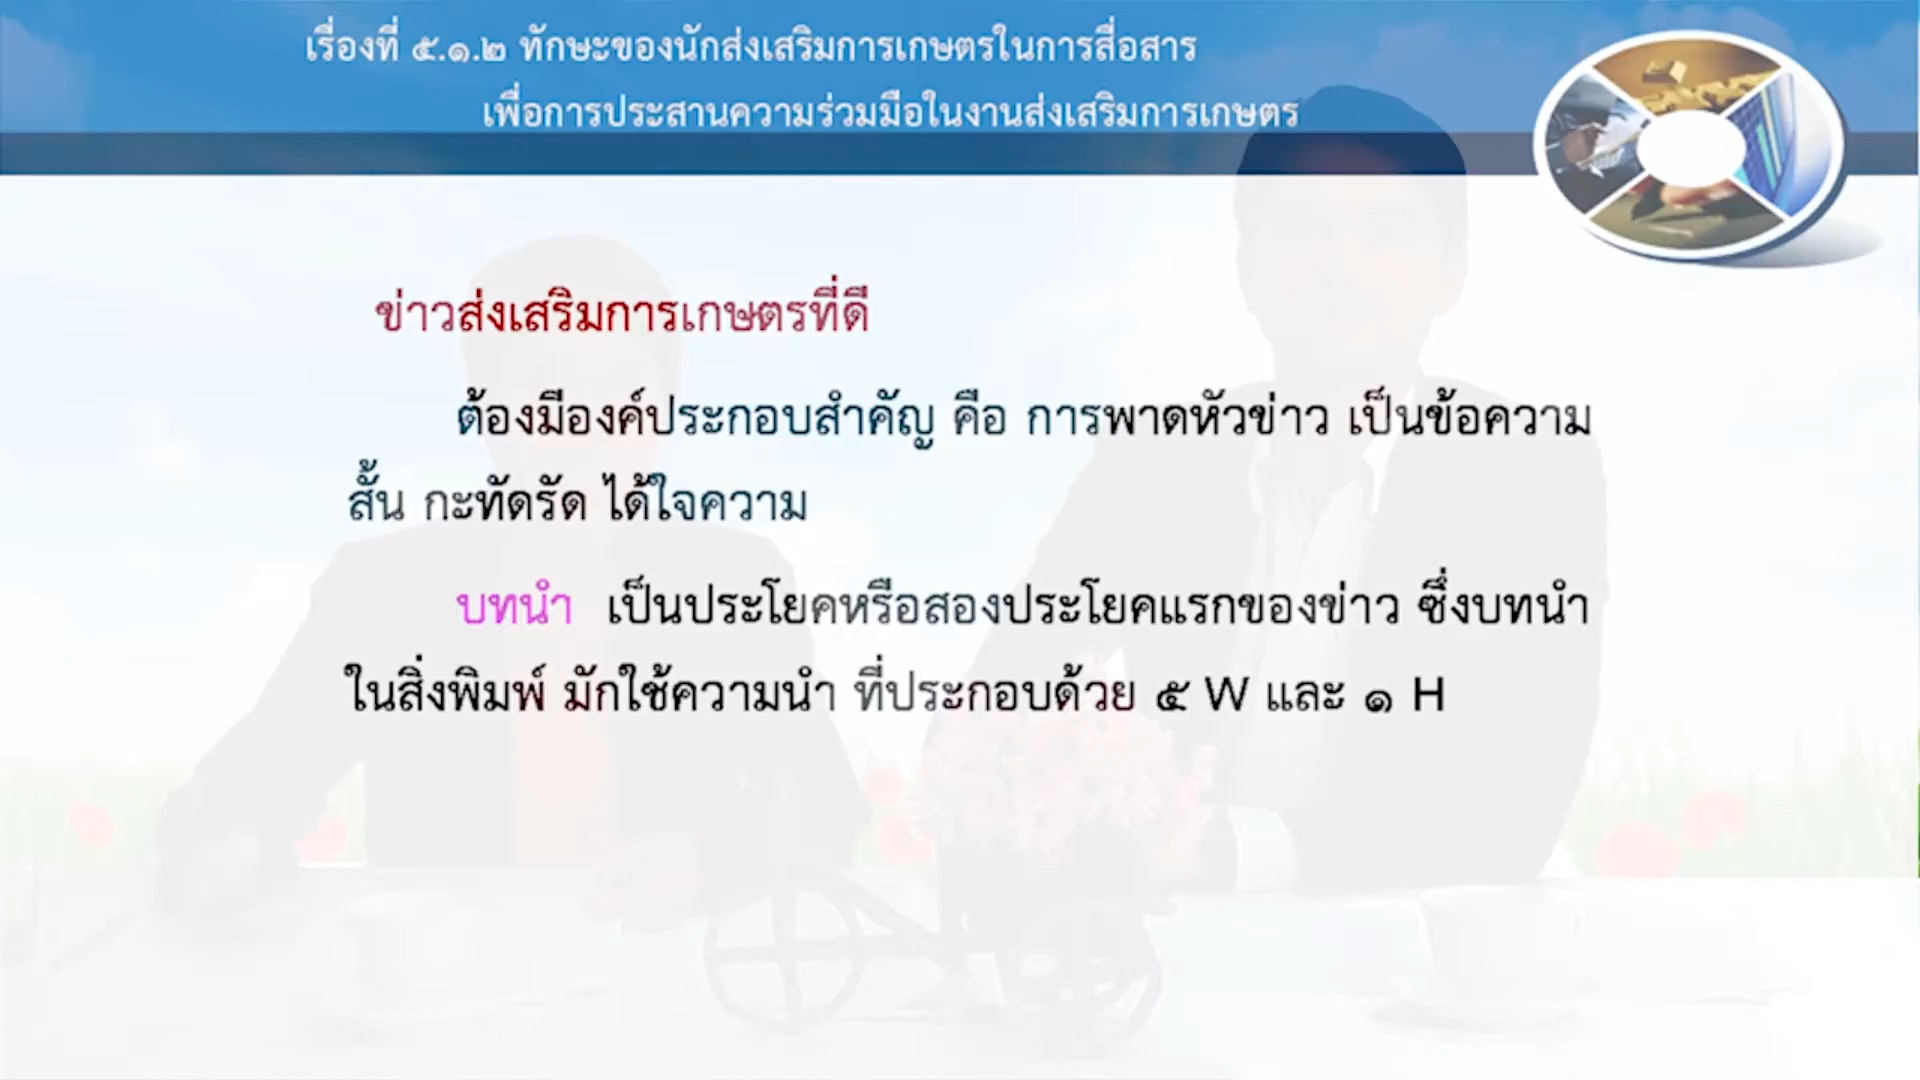 เรื่องที่ ๕.๑.๒ ทักษะของนักส่งเสริมการเกษตรในการสื่อสาร
เพื่อการประสานความร่วมมือในงานส่งเสริมการเกษตร
ข่าวส่งเสริมการเกษตรที่ดี
ต้องมีองค์ประกอบสำคัญ คือ การพาดหัวข่าว เป็นข้อความ
สั้น กะทัดรัด ได้ใจความ
บทนำ เป็นประโยคหรือสองประโยคแรกของข่าว ซึ่งบทนำ
ในสิ่งพิมพ์ มักใช้ความนำ ที่ประกอบด้วย ๕ W และ ๑ H